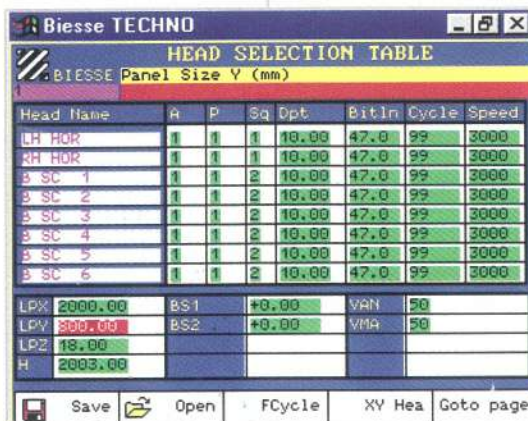 Biesse TECHNO
HEAD SELECTION TABLE
BIESSE Panel Size Y (mm)
1
Head Name A P Sq Dpt Bitln Cycle Speed
LH HOR 1 1 1 10.00 47.0 99 3000
RH HOR 1 1 1 10.00 47.0 99 3000
B SC 1 1 1 2 10.00 47.0 99 3000
B SC 2 1 1 2 10.00 47.0 99 3000
B SC 3 1 1 2 10.00 47.0 99 3000
B SC 4 1 1 2 10.00 47.0 99 3000
B SC 5 1 1 2 10.00 47.0 99 3000
B SC 6 1 1 2 10.00 47.0 99 3000
LPX 2000.00 BS1 +0.00 VAN 50
LPY 800.00 BS2 +0.00 VMA 50
LPZ 18.00
H 2003.00
Save Open FCycle XY Hea Goto page